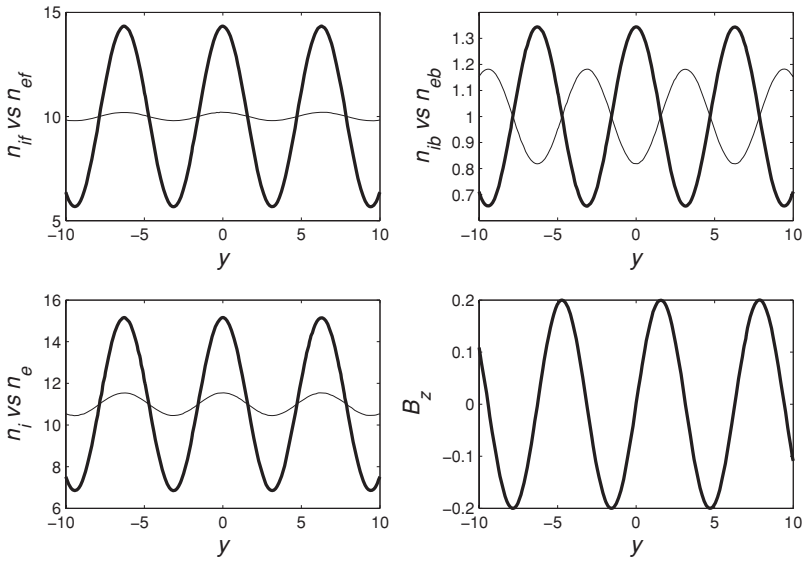 15
10
5
n_if vs n_ef
−10 −5 0 5 10
y
1.3
1.2
1.1
1
0.9
0.8
0.7
n_ib vs n_eb
−10 −5 0 5 10
y
16
14
12
10
8
6
n_i vs n_e
−10 −5 0 5 10
y
0.2
0.1
0
−0.1
−0.2
B_z
−10 −5 0 5 10
y